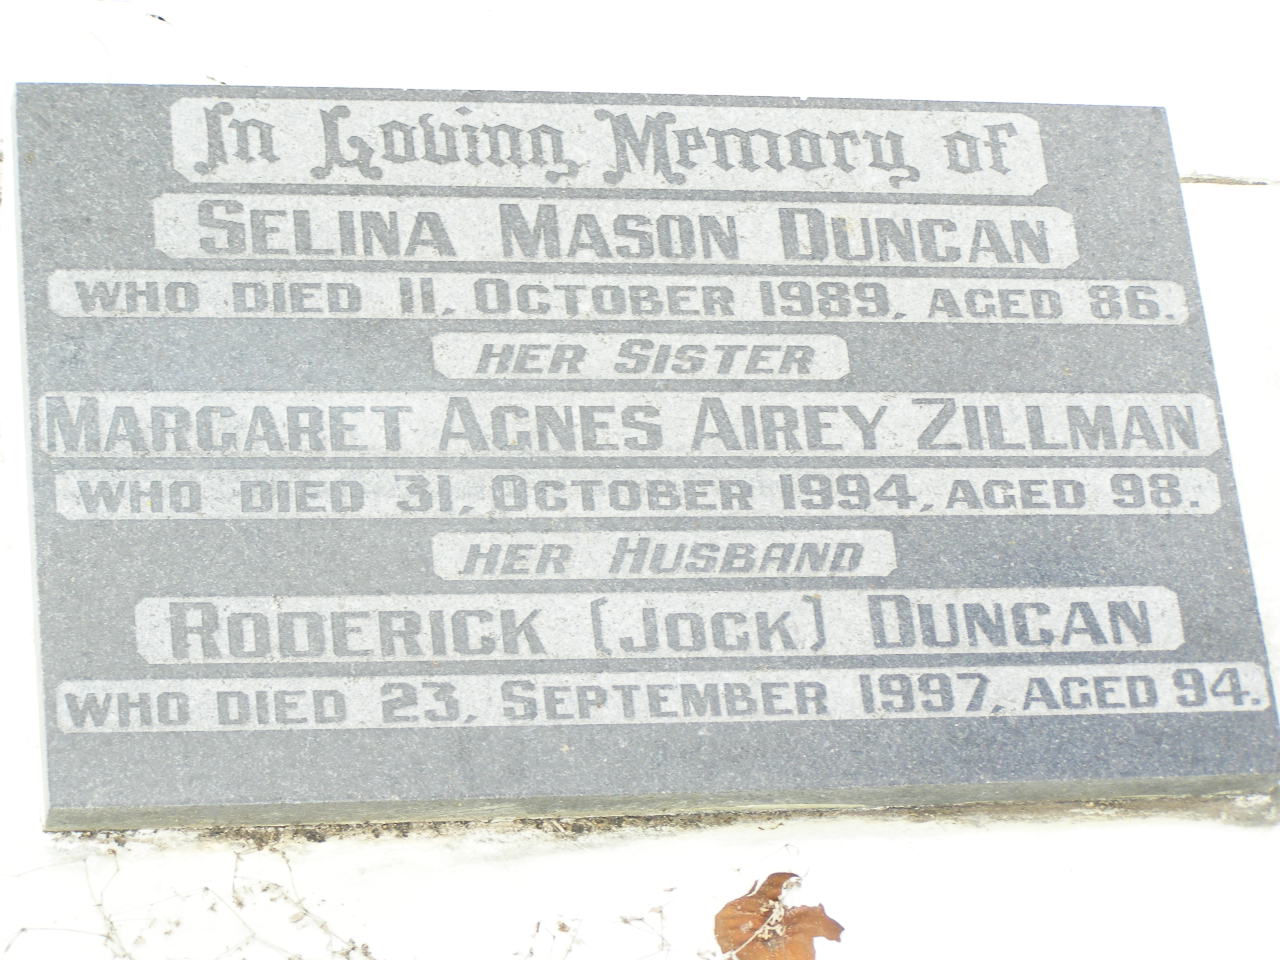 In Loving Memory of
SELINA MASON DUNCAN
WHO DIED 11, OCTOBER 1989, AGED 86.
HER SISTER
MARGARET AGNES AIREY ZILLMAN
WHO DIED 31, OCTOBER 1994, AGED 98.
HER HUSBAND
RODERICK (JOCK) DUNCAN
WHO DIED 23, SEPTEMBER 1997, AGED 94.